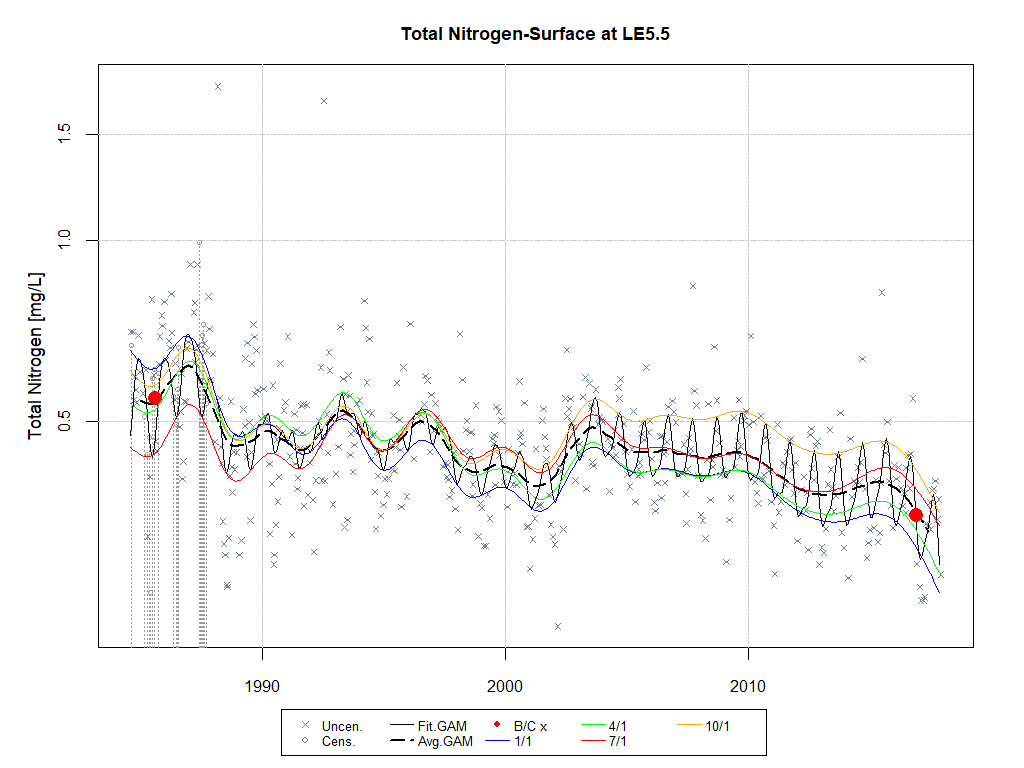 Total Nitrogen-Surface at LE5.5
Total Nitrogen [mg/L]
1.5
1.0
0.5
1990 2000 2010
Uncen. Fit.GAM B/C x 4/1 10/1
Cens. Avg.GAM 1/1 7/1